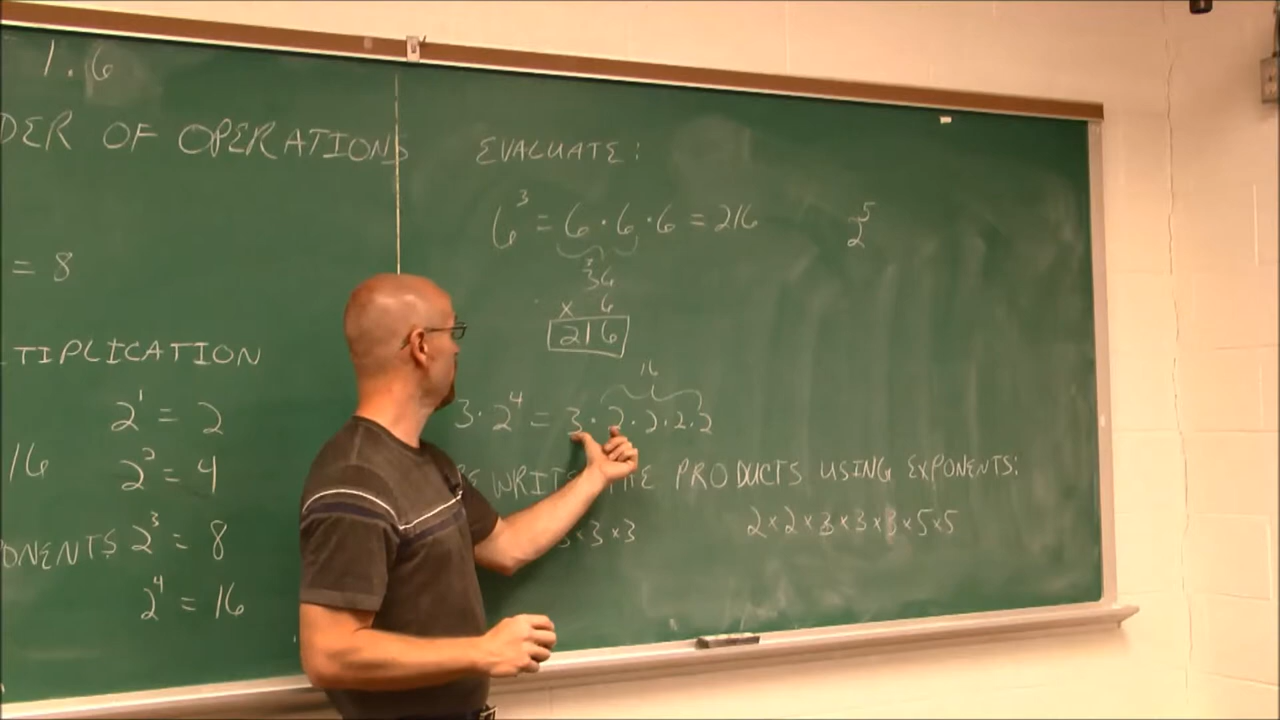 1.6
DER OF OPERATIONS
= 8
TIPLICATION
2¹ = 2
16 2² = 4
ONENTS 2³ = 8
2⁴ = 16
EVALUATE:
6³ = 6 · 6 · 6 = 216
2⁵
36
x 6
216
16
3 · 2⁴ = 3 · 2 · 2 · 2 · 2
WRITE THE PRODUCTS USING EXPONENTS:
3 × 3 × 3
2 × 2 × 3 × 3 × 3 × 5 × 5